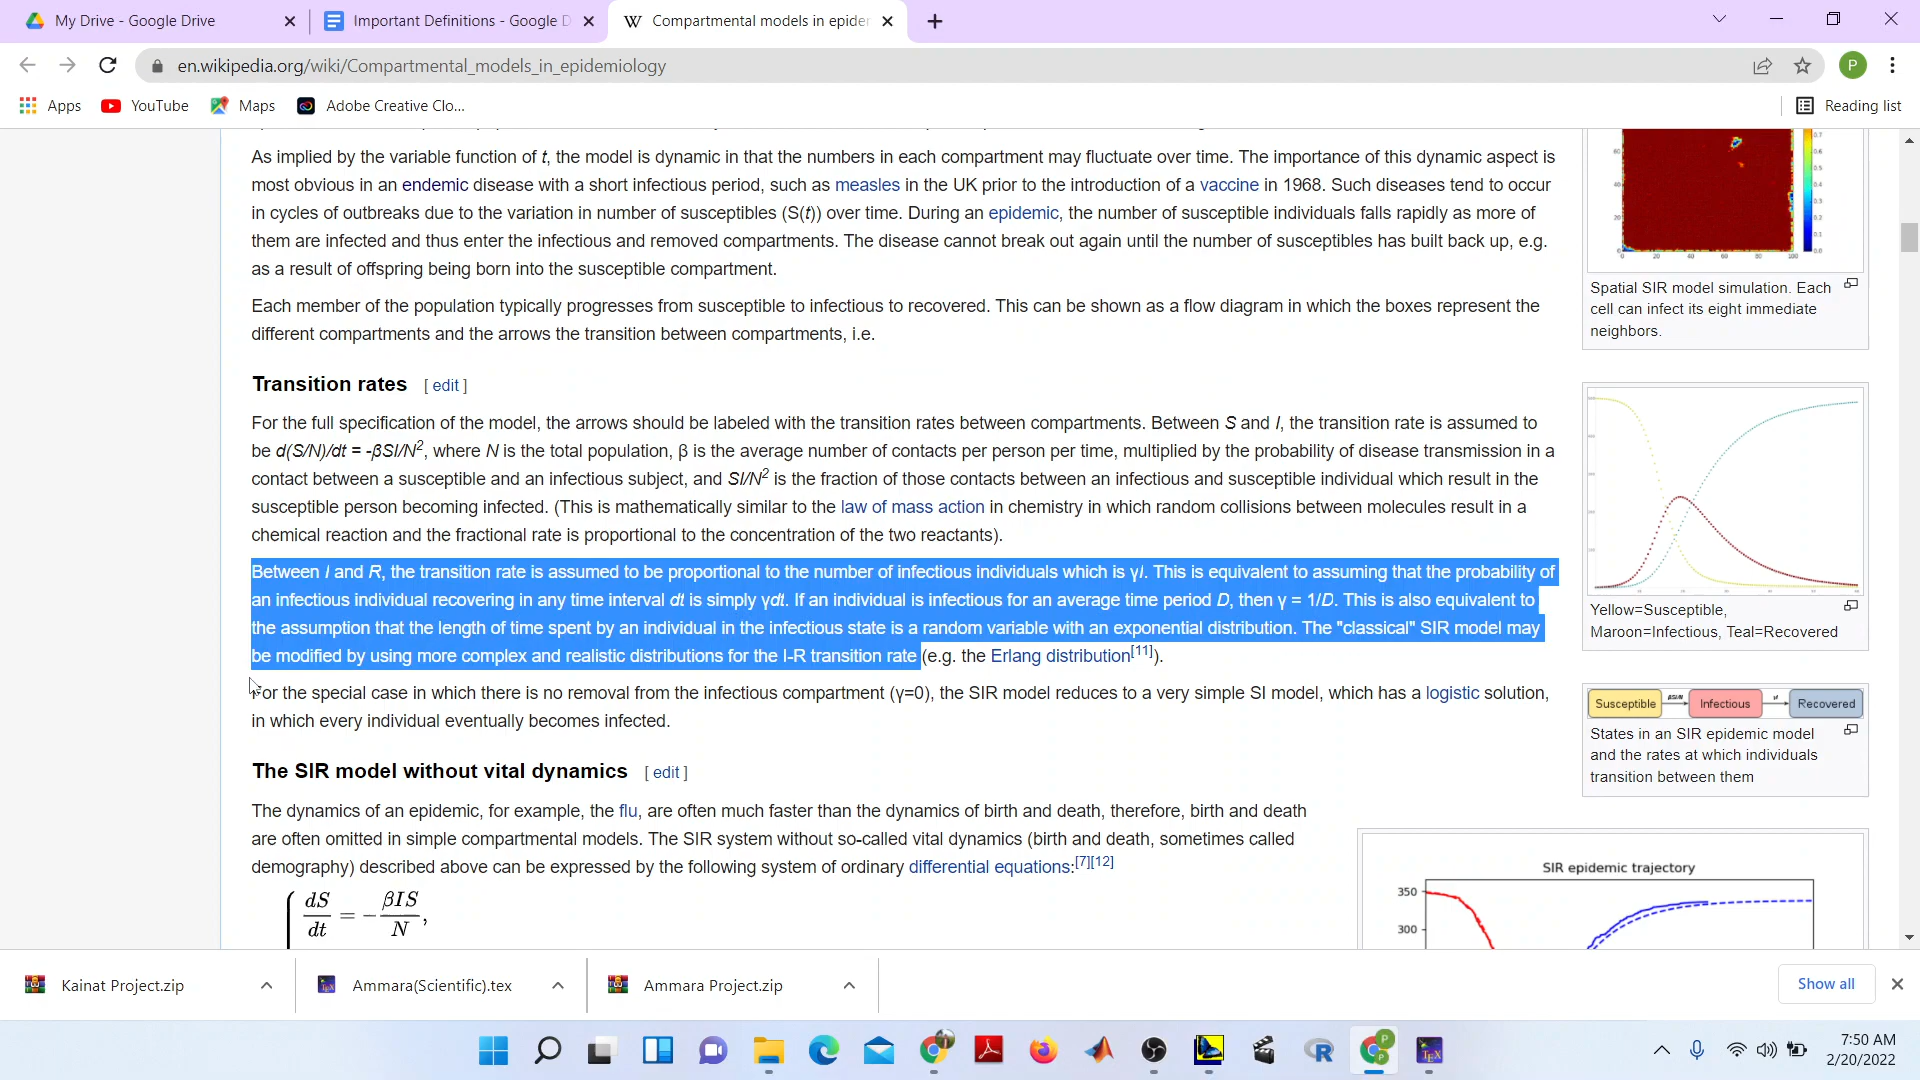 My Drive - Google Drive
Important Definitions - Google D
Compartmental models in epider
en.wikipedia.org/wiki/Compartmental_models_in_epidemiology
P
Apps
YouTube
Maps
Adobe Creative Clo...
Reading list
As implied by the variable function of t, the model is dynamic in that the numbers in each compartment may fluctuate over time. The importance of this dynamic aspect is
most obvious in an endemic disease with a short infectious period, such as measles in the UK prior to the introduction of a vaccine in 1968. Such diseases tend to occur
in cycles of outbreaks due to the variation in number of susceptibles (S(t)) over time. During an epidemic, the number of susceptible individuals falls rapidly as more of
them are infected and thus enter the infectious and removed compartments. The disease cannot break out again until the number of susceptibles has built back up, e.g.
as a result of offspring being born into the susceptible compartment.
Each member of the population typically progresses from susceptible to infectious to recovered. This can be shown as a flow diagram in which the boxes represent the
different compartments and the arrows the transition between compartments, i.e.
Transition rates [ edit ]
For the full specification of the model, the arrows should be labeled with the transition rates between compartments. Between S and I, the transition rate is assumed to
be d(S/N)/dt = -βSI/N², where N is the total population, β is the average number of contacts per person per time, multiplied by the probability of disease transmission in a
contact between a susceptible and an infectious subject, and SI/N² is the fraction of those contacts between an infectious and susceptible individual which result in the
susceptible person becoming infected. (This is mathematically similar to the law of mass action in chemistry in which random collisions between molecules result in a
chemical reaction and the fractional rate is proportional to the concentration of the two reactants).
Between I and R, the transition rate is assumed to be proportional to the number of infectious individuals which is γI. This is equivalent to assuming that the probability of
an infectious individual recovering in any time interval dt is simply γdt. If an individual is infectious for an average time period D, then γ = 1/D. This is also equivalent to
the assumption that the length of time spent by an individual in the infectious state is a random variable with an exponential distribution. The "classical" SIR model may
be modified by using more complex and realistic distributions for the I-R transition rate (e.g. the Erlang distribution[11]).
For the special case in which there is no removal from the infectious compartment (γ=0), the SIR model reduces to a very simple SI model, which has a logistic solution,
in which every individual eventually becomes infected.
The SIR model without vital dynamics [ edit ]
The dynamics of an epidemic, for example, the flu, are often much faster than the dynamics of birth and death, therefore, birth and death
are often omitted in simple compartmental models. The SIR system without so-called vital dynamics (birth and death, sometimes called
demography) described above can be expressed by the following system of ordinary differential equations:[7][12]
dS/dt = - βIS/N,
Spatial SIR model simulation. Each
cell can infect its eight immediate
neighbors.
Yellow=Susceptible,
Maroon=Infectious, Teal=Recovered
Susceptible Infectious Recovered
States in an SIR epidemic model
and the rates at which individuals
transition between them
SIR epidemic trajectory
350
300
Kainat Project.zip
Ammara(Scientific).tex
Ammara Project.zip
Show all
7:50 AM
2/20/2022